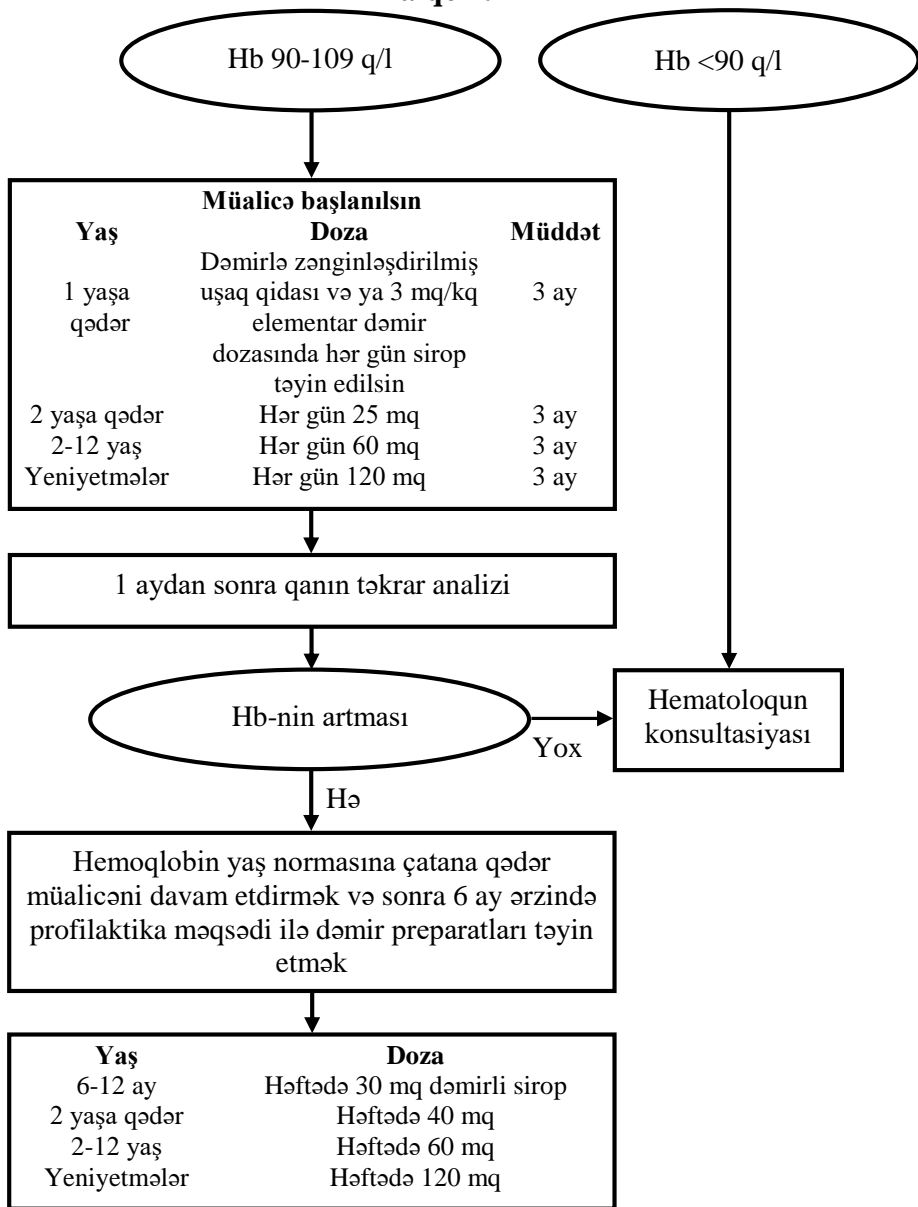 Hb 90-109 q/l
Hb <90 q/l
Müalicə başlanılsın
Yaş Doza Müddət
Dəmirlə zənginləşdirilmiş
1 yaşa uşaq qidası və ya 3 mq/kq 3 ay
qədər elementar dəmir
dozasında hər gün sirop
təyin edilsin
2 yaşa qədər Hər gün 25 mq 3 ay
2-12 yaş Hər gün 60 mq 3 ay
Yeniyetmələr Hər gün 120 mq 3 ay
1 aydan sonra qanın təkrar analizi
Hb-nin artması
Yox
Hematoloqun
konsultasiyası
Hə
Hemoqlobin yaş normasına çatana qədər
müalicəni davam etdirmək və sonra 6 ay ərzində
profilaktika məqsədi ilə dəmir preparatları təyin
etmək
Yaş Doza
6-12 ay Həftədə 30 mq dəmirli sirop
2 yaşa qədər Həftədə 40 mq
2-12 yaş Həftədə 60 mq
Yeniyetmələr Həftədə 120 mq